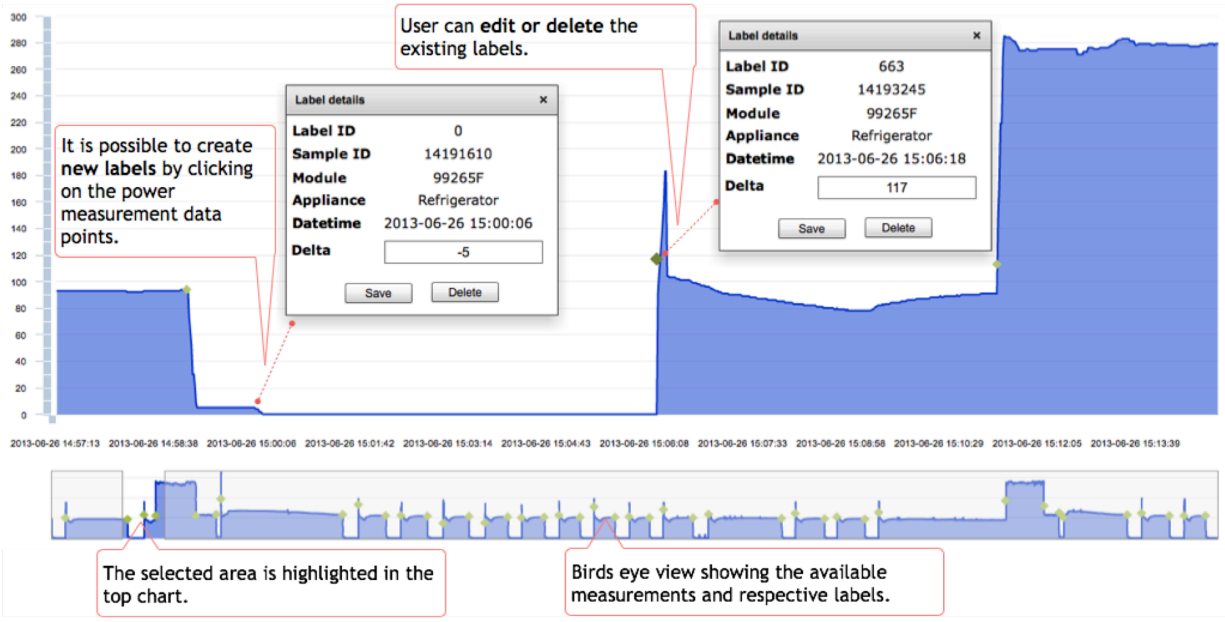 300
280
260
240
220
200
180
160
140
120
100
80
60
40
20
0
It is possible to create
new labels by clicking
on the power
measurement data
points.
Label details ×
Label ID 0
Sample ID 14191610
Module 99265F
Appliance Refrigerator
Datetime 2013-06-26 15:00:06
Delta -5
Save Delete
User can edit or delete the
existing labels.
Label details ×
Label ID 663
Sample ID 14193245
Module 99265F
Appliance Refrigerator
Datetime 2013-06-26 15:06:18
Delta 117
Save Delete
2013-06-26 14:57:13 2013-06-26 14:58:38 2013-06-26 15:00:06 2013-06-26 15:01:42 2013-06-26 15:03:14 2013-06-26 15:04:43 2013-06-26 15:06:08 2013-06-26 15:07:33 2013-06-26 15:08:58 2013-06-26 15:10:29 2013-06-26 15:12:05 2013-06-26 15:13:39
The selected area is highlighted in the
top chart.
Birds eye view showing the available
measurements and respective labels.